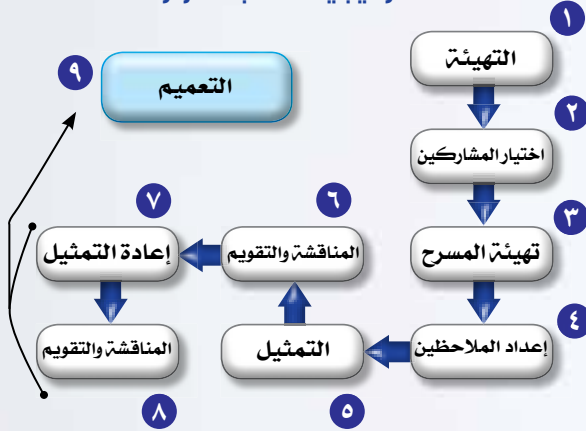 ١
التهيئة
٢
اختيار المشاركين
٣
تهيئة المسرح
٤
إعداد الملاحظين
٥
التمثيل
٦
المناقشة والتقويم
٧
إعادة التمثيل
٨
المناقشة والتقويم
٩
التعميم